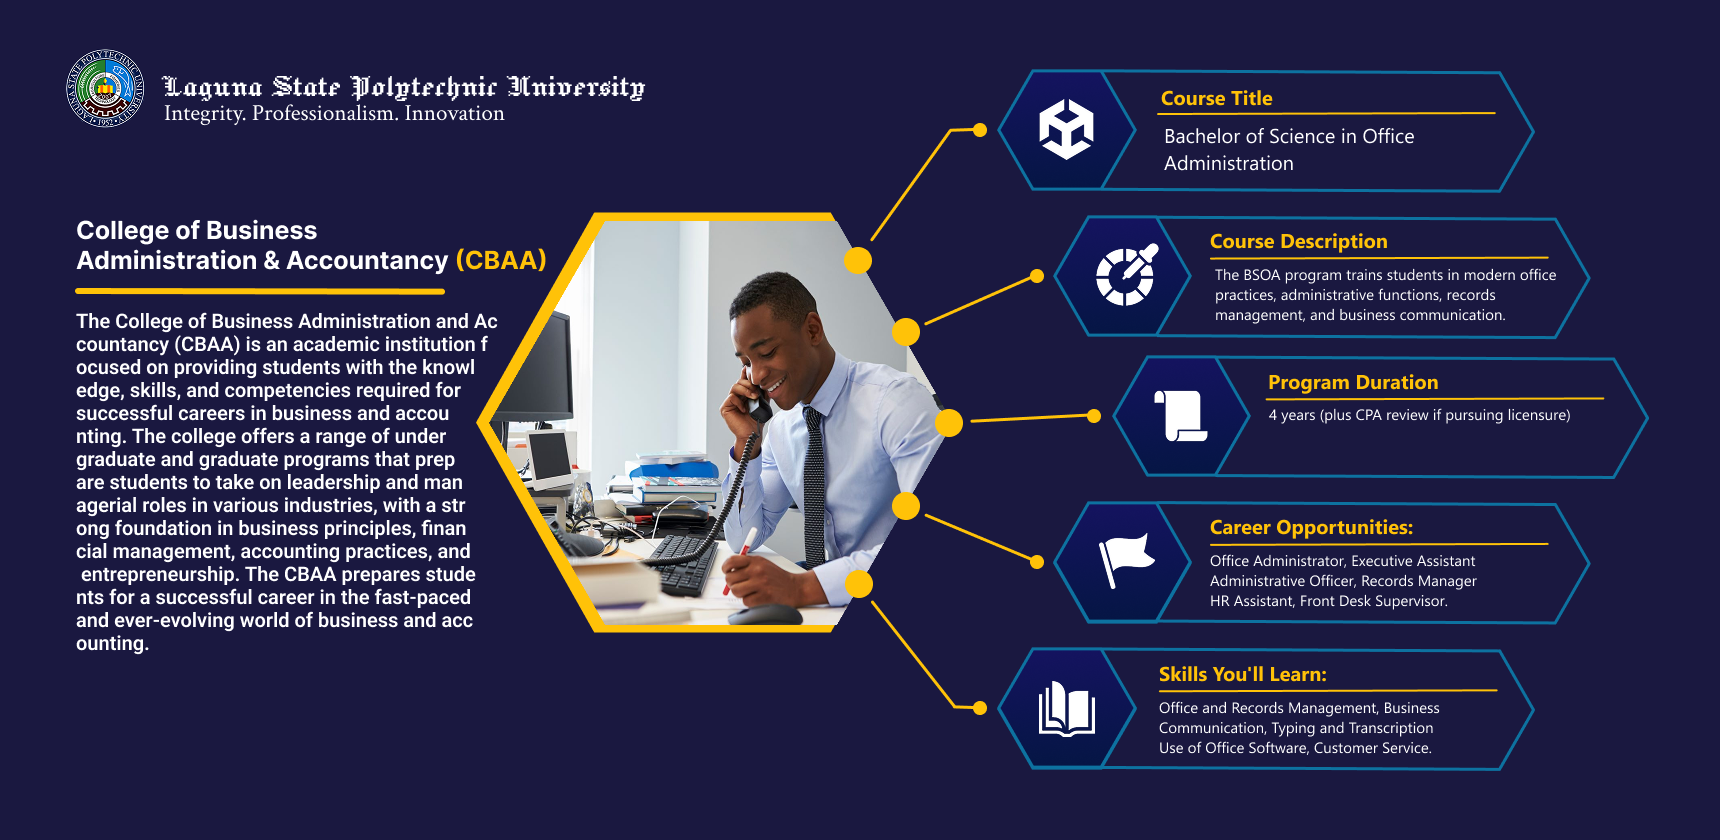 Laguna State Polytechnic University
Integrity. Professionalism. Innovation
College of Business
Administration & Accountancy (CBAA)
The College of Business Administration and Ac
countancy (CBAA) is an academic institution f
ocused on providing students with the knowl
edge, skills, and competencies required for
successful careers in business and accou
nting. The college offers a range of under
graduate and graduate programs that prep
are students to take on leadership and man
agerial roles in various industries, with a str
ong foundation in business principles, finan
cial management, accounting practices, and
entrepreneurship. The CBAA prepares stude
nts for a successful career in the fast-paced
and ever-evolving world of business and acc
ounting.
Course Title
Bachelor of Science in Office
Administration
Course Description
The BSOA program trains students in modern office
practices, administrative functions, records
management, and business communication.
Program Duration
4 years (plus CPA review if pursuing licensure)
Career Opportunities:
Office Administrator, Executive Assistant
Administrative Officer, Records Manager
HR Assistant, Front Desk Supervisor.
Skills You'll Learn:
Office and Records Management, Business
Communication, Typing and Transcription
Use of Office Software, Customer Service.